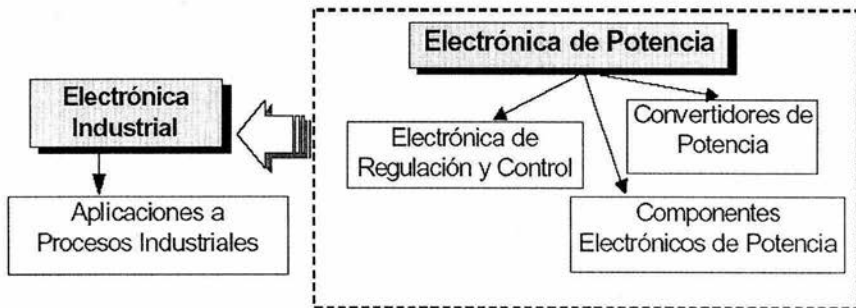 Electrónica de Potencia
Electrónica
Industrial
Electrónica de
Regulación y Control
Convertidores de
Potencia
Aplicaciones a
Procesos Industriales
Componentes
Electrónicos de Potencia